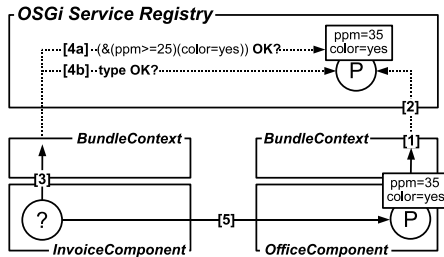 OSGi Service Registry
[4a] (&(ppm>=25)(color=yes)) OK?
ppm=35
color=yes
[4b] type OK?
P
[2]
BundleContext
BundleContext
[1]
[3]
ppm=35
color=yes
?
[5]
P
InvoiceComponent
OfficeComponent